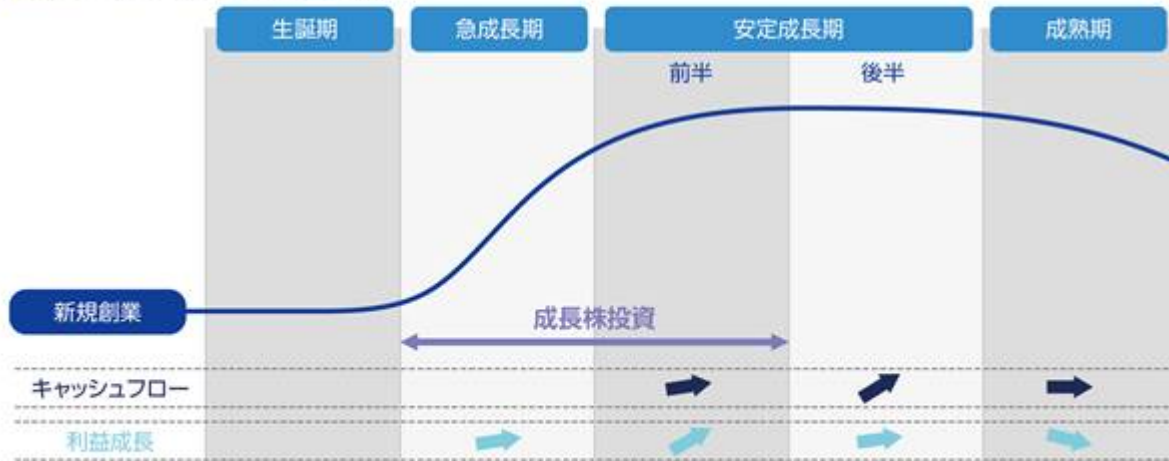 生誕期
急成長期
安定成長期
成熟期
前半
後半
新規創業
成長株投資
キャッシュフロー
利益成長